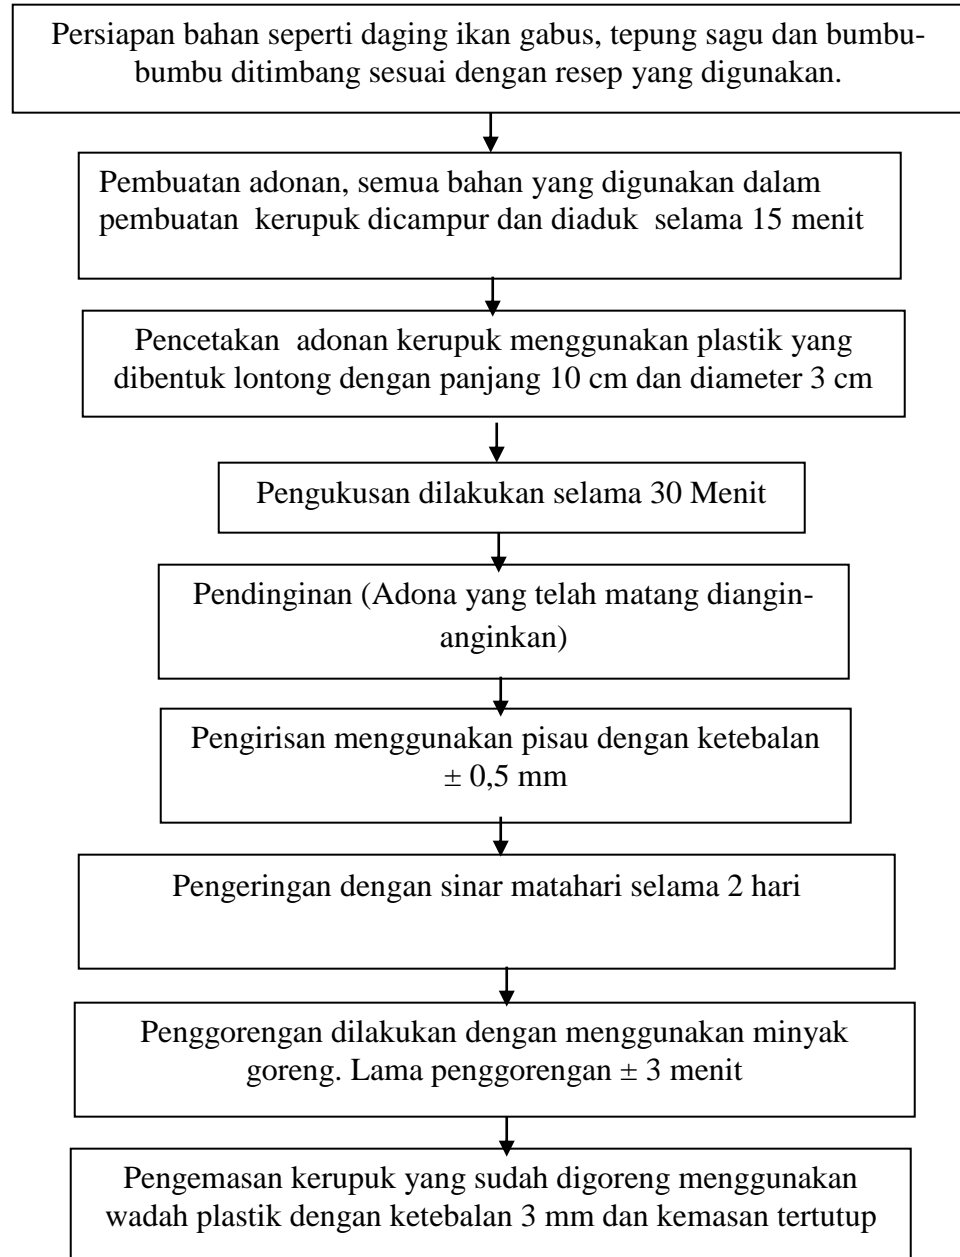 Persiapan bahan seperti daging ikan gabus, tepung sagu dan bumbu-
bumbu ditimbang sesuai dengan resep yang digunakan.
Pembuatan adonan, semua bahan yang digunakan dalam
pembuatan kerupuk dicampur dan diaduk selama 15 menit
Pencetakan adonan kerupuk menggunakan plastik yang
dibentuk lontong dengan panjang 10 cm dan diameter 3 cm
Pengukusan dilakukan selama 30 Menit
Pendinginan (Adona yang telah matang diangin-
anginkan)
Pengirisan menggunakan pisau dengan ketebalan
± 0,5 mm
Pengeringan dengan sinar matahari selama 2 hari
Penggorengan dilakukan dengan menggunakan minyak
goreng. Lama penggorengan ± 3 menit
Pengemasan kerupuk yang sudah digoreng menggunakan
wadah plastik dengan ketebalan 3 mm dan kemasan tertutup